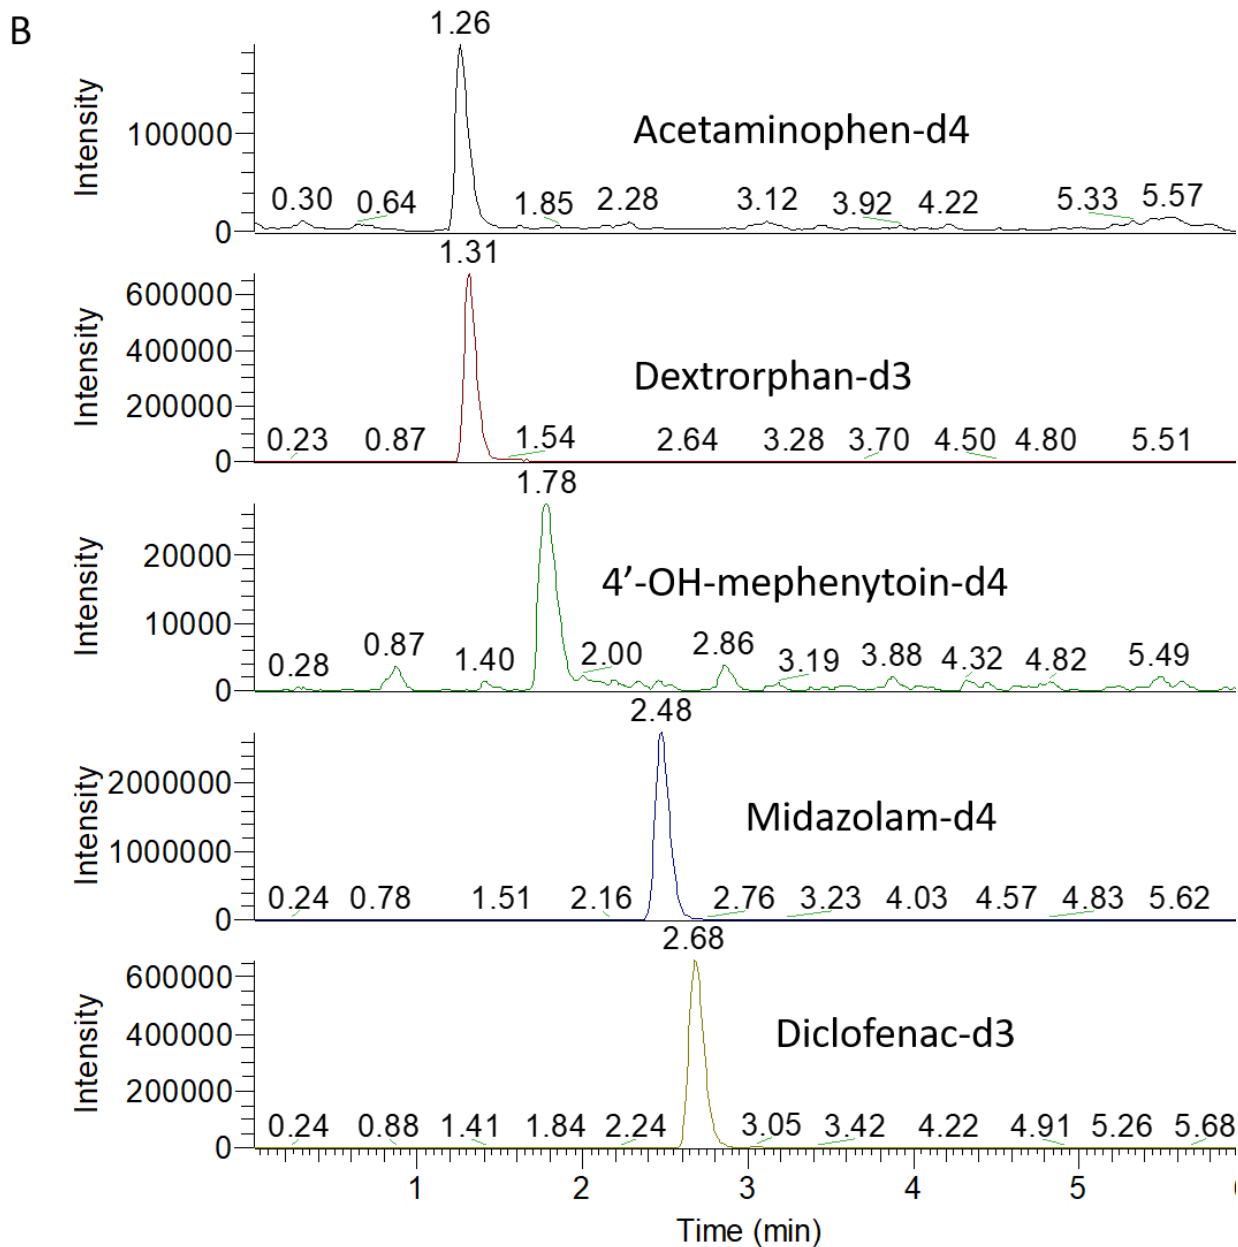 B
1.26
Intensity
100000
0
Acetaminophen-d4
0.30 0.64 1.85 2.28 3.12 3.92 4.22 5.33 5.57
1.31
Intensity
600000
400000
200000
0
Dextrorphan-d3
0.23 0.87 1.54 2.64 3.28 3.70 4.50 4.80 5.51
1.78
Intensity
20000
10000
0
4’-OH-mephenytoin-d4
0.28 0.87 1.40 2.00 2.86 3.19 3.88 4.32 4.82 5.49
2.48
Intensity
2000000
1000000
0
Midazolam-d4
0.24 0.78 1.51 2.16 2.76 3.23 4.03 4.57 4.83 5.62
2.68
Intensity
600000
400000
200000
0
Diclofenac-d3
0.24 0.88 1.41 1.84 2.24 3.05 3.42 4.22 4.91 5.26 5.68
1 2 3 4 5
Time (min)